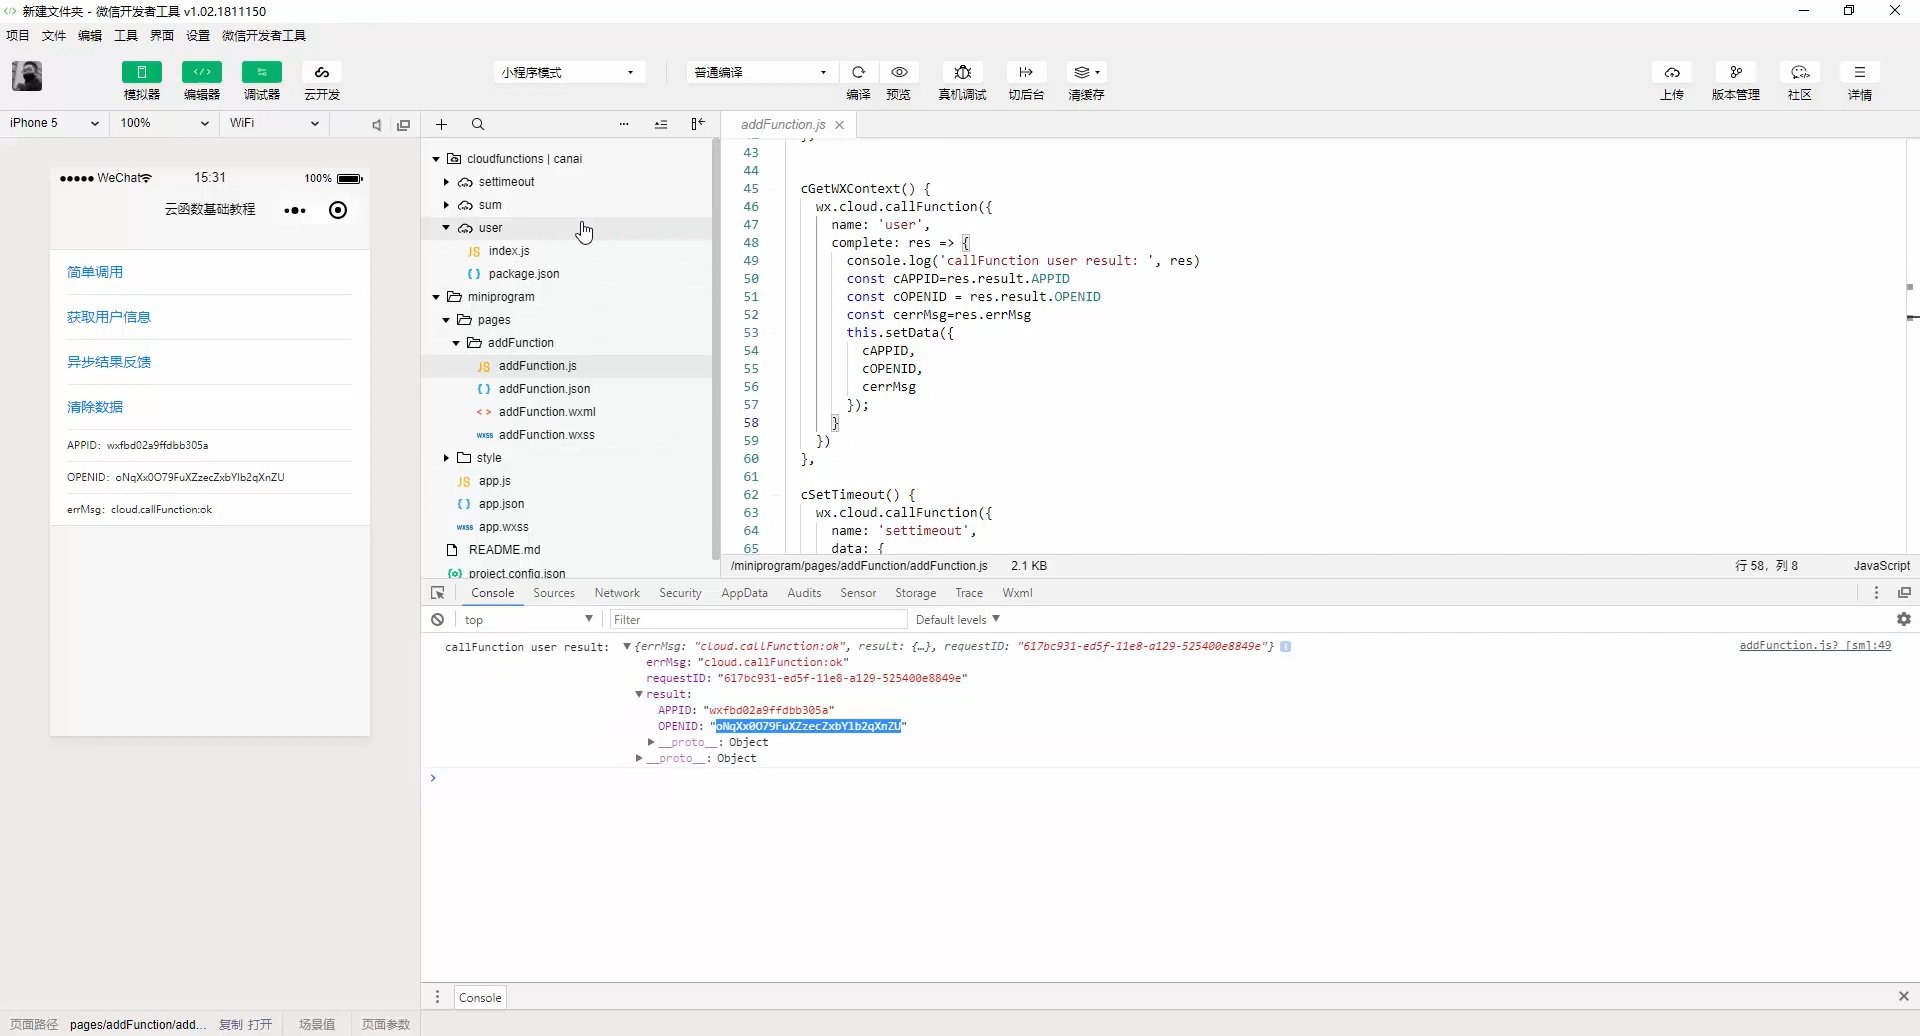 新建文件夹 - 微信开发者工具 v1.02.1811150
项目 文件 编辑 工具 界面 设置 微信开发者工具
模拟器 编辑器 调试器 云开发
小程序模式
普通编译
编译 预览 真机调试 切后台 清缓存
上传 版本管理 社区 详情
iPhone 5 100% WiFi
WeChat 15:31 100%
云函数基础教程
简单调用
获取用户信息
异步结果反馈
清除数据
APPID: wxfbd02a9ffdbb305a
OPENID: oNqXx0O79FuXZzecZxbYlb2qXnZU
errMsg: cloud.callFunction:ok
cloudfunctions | canai
settimeout
sum
user
index.js
package.json
miniprogram
pages
addFunction
JS addFunction.js
addFunction.json
addFunction.wxml
wxss addFunction.wxss
style
JS app.js
app.json
wxss app.wxss
README.md
project.config.json
addFunction.js
43
44
45 cGetWXContext() {
46 wx.cloud.callFunction({
47 name: 'user',
48 complete: res => {
49 console.log('callFunction user result: ', res)
50 const cAPPID=res.result.APPID
51 const cOPENID = res.result.OPENID
52 const cerrMsg=res.errMsg
53 this.setData({
54 cAPPID,
55 cOPENID,
56 cerrMsg
57 });
58 }
59 })
60 },
61
62 cSetTimeout() {
63 wx.cloud.callFunction({
64 name: 'settimeout',
65 data: {
/miniprogram/pages/addFunction/addFunction.js 2.1 KB 行 58, 列 8 JavaScript
Console Sources Network Security AppData Audits Sensor Storage Trace Wxml
top Filter Default levels
callFunction user result: {errMsg: "cloud.callFunction:ok", result: {…}, requestID: "617bc931-ed5f-11e8-a129-525400e8849e"} addFunction.js? [sm]:49
errMsg: "cloud.callFunction:ok"
requestID: "617bc931-ed5f-11e8-a129-525400e8849e"
result:
APPID: "wxfbd02a9ffdbb305a"
OPENID: "oNqXx0O79FuXZzecZxbYlb2qXnZU"
__proto__: Object
__proto__: Object
Console
页面路径 pages/addFunction/add... 复制 打开 场景值 页面参数